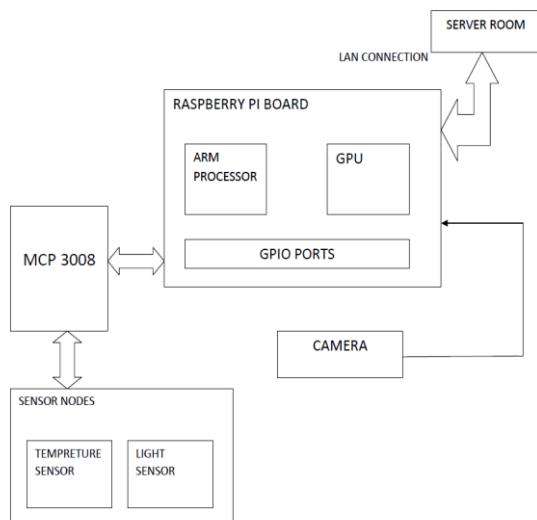 SERVER ROOM
LAN CONNECTION
RASPBERRY PI BOARD
ARM
PROCESSOR
GPU
GPIO PORTS
MCP 3008
CAMERA
SENSOR NODES
TEMPRETURE
SENSOR
LIGHT
SENSOR